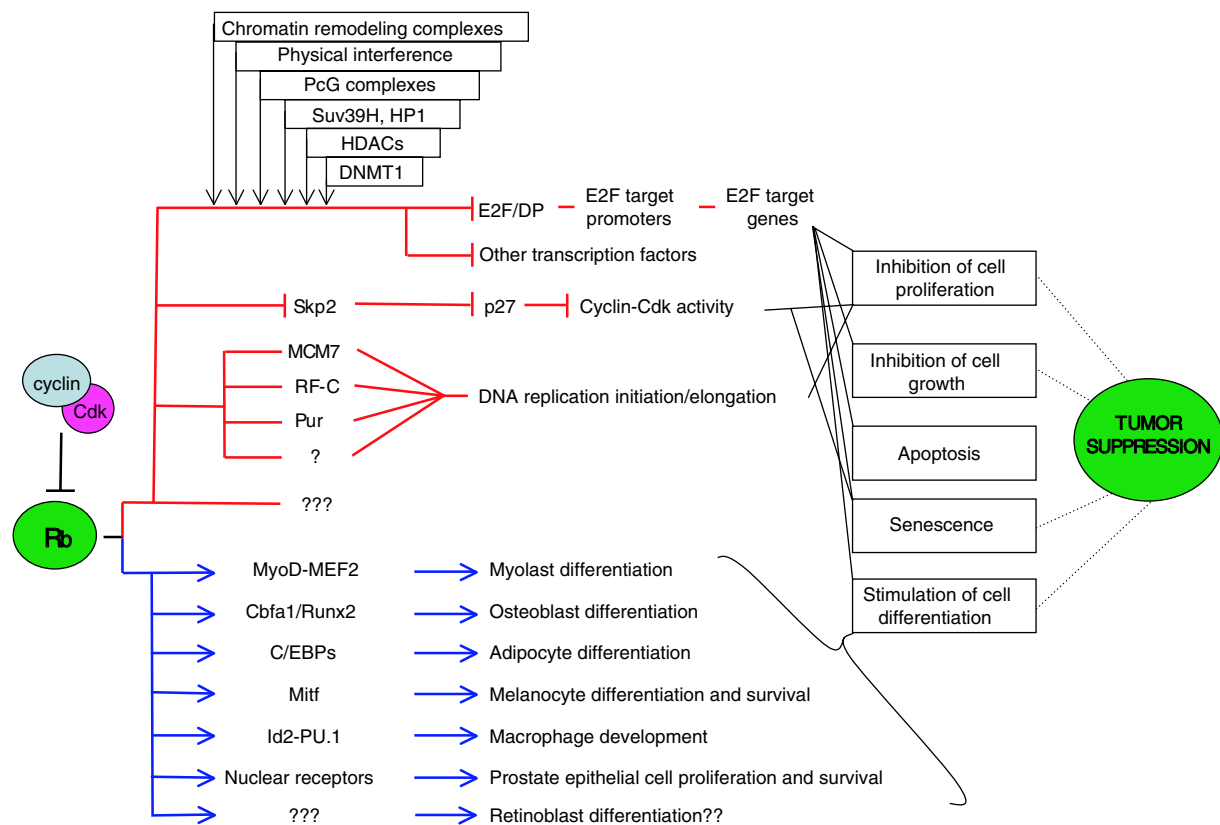 Chromatin remodeling complexes
Physical interference
PcG complexes
Suv39H, HP1
HDACs
DNMT1
E2F/DP
E2F target
promoters
E2F target
genes
Other transcription factors
Skp2
p27
Cyclin-Cdk activity
MCM7
RF-C
Pur
?
DNA replication initiation/elongation
???
cyclin
Cdk
Rb
Inhibition of cell
proliferation
Inhibition of cell
growth
Apoptosis
Senescence
Stimulation of cell
differentiation
TUMOR
SUPPRESSION
MyoD-MEF2
Myolast differentiation
Cbfa1/Runx2
Osteoblast differentiation
C/EBPs
Adipocyte differentiation
Mitf
Melanocyte differentiation and survival
Id2-PU.1
Macrophage development
Nuclear receptors
Prostate epithelial cell proliferation and survival
???
Retinoblast differentiation??